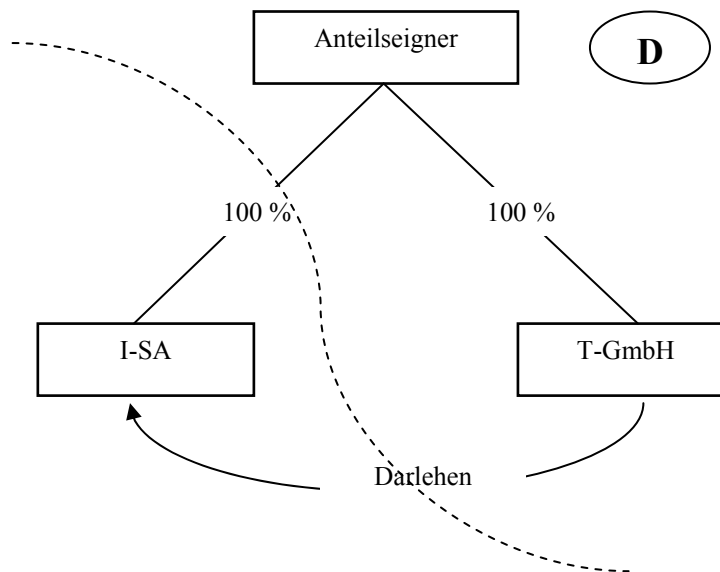 Anteilseigner
D
100 %
100 %
I-SA
T-GmbH
Darlehen